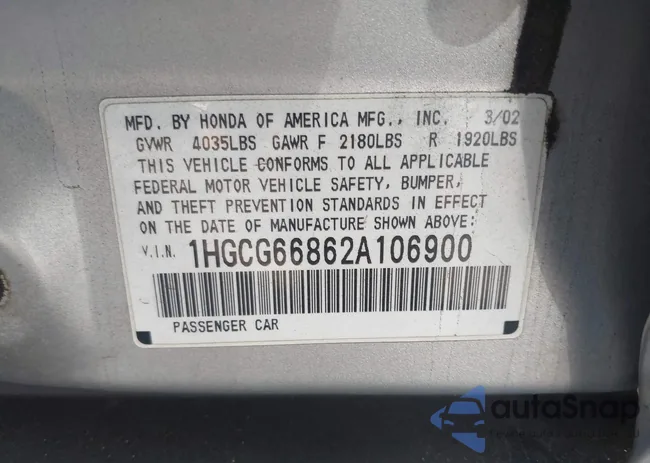 MFD. BY HONDA OF AMERICA MFG., INC. 3/02
GVWR 4035LBS GAWR F 2180LBS R 1920LBS
THIS VEHICLE CONFORMS TO ALL APPLICABLE
FEDERAL MOTOR VEHICLE SAFETY, BUMPER,
AND THEFT PREVENTION STANDARDS IN EFFECT
ON THE DATE OF MANUFACTURE SHOWN ABOVE:
V.I.N. 1HGCG66862A106900
PASSENGER CAR
autoSnap